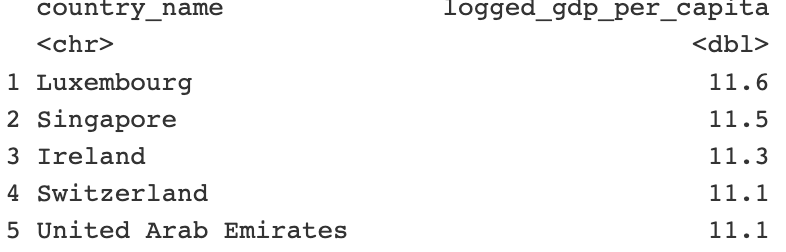 country_name logged_gdp_per_capita
<chr> <dbl>
1 Luxembourg 11.6
2 Singapore 11.5
3 Ireland 11.3
4 Switzerland 11.1
5 United Arab Emirates 11.1